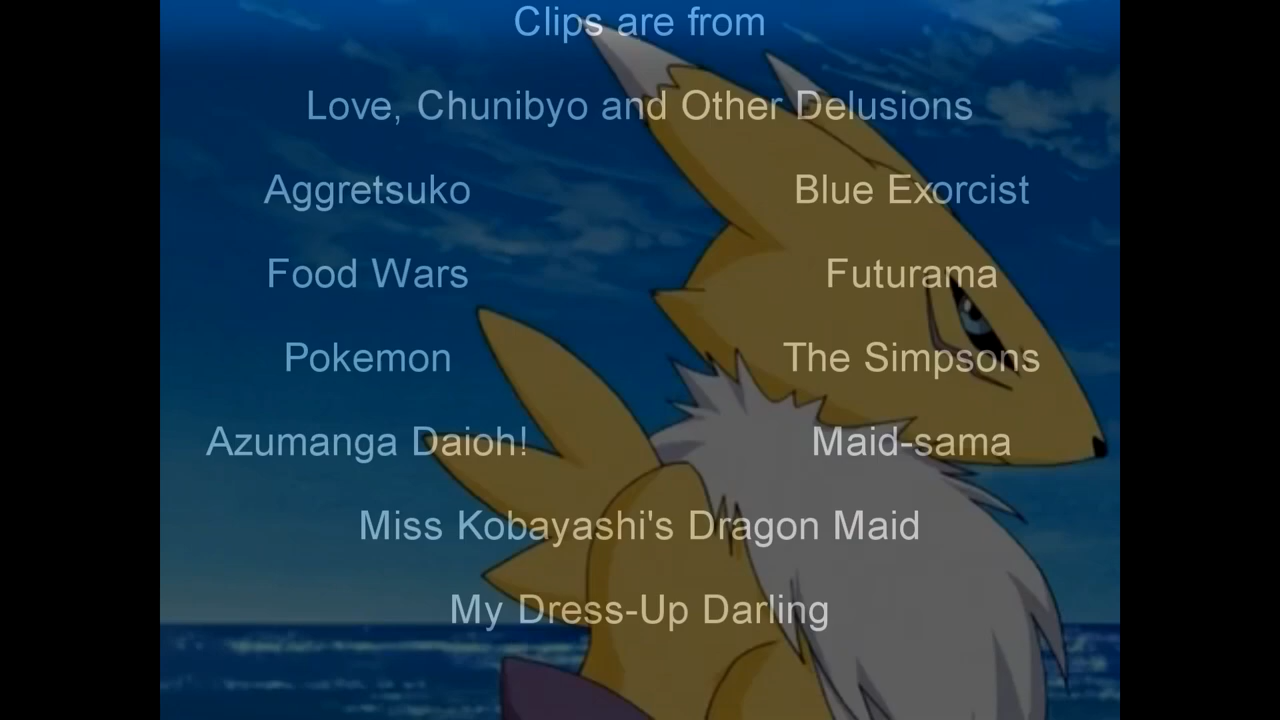 Clips are from
Love, Chunibyo and Other Delusions
Aggretsuko Blue Exorcist
Food Wars Futurama
Pokemon The Simpsons
Azumanga Daioh! Maid-sama
Miss Kobayashi's Dragon Maid
My Dress-Up Darling